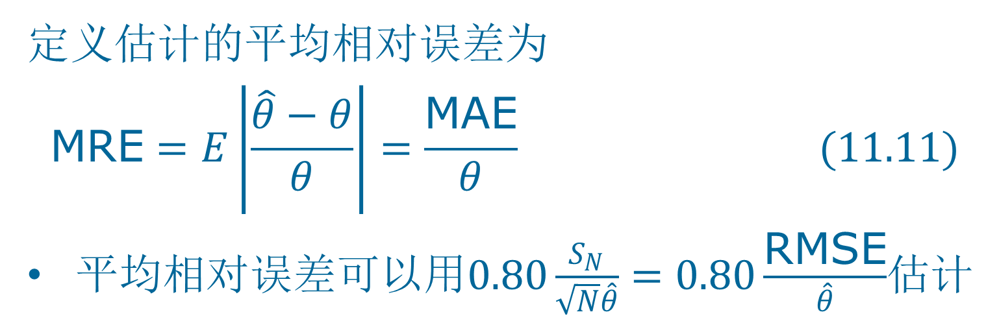 定义估计的平均相对误差为
MRE = E |(θ̂ − θ)/θ| = MAE/θ (11.11)
• 平均相对误差可以用0.80 S_N/(√N θ̂) = 0.80 RMSE/θ̂ 估计